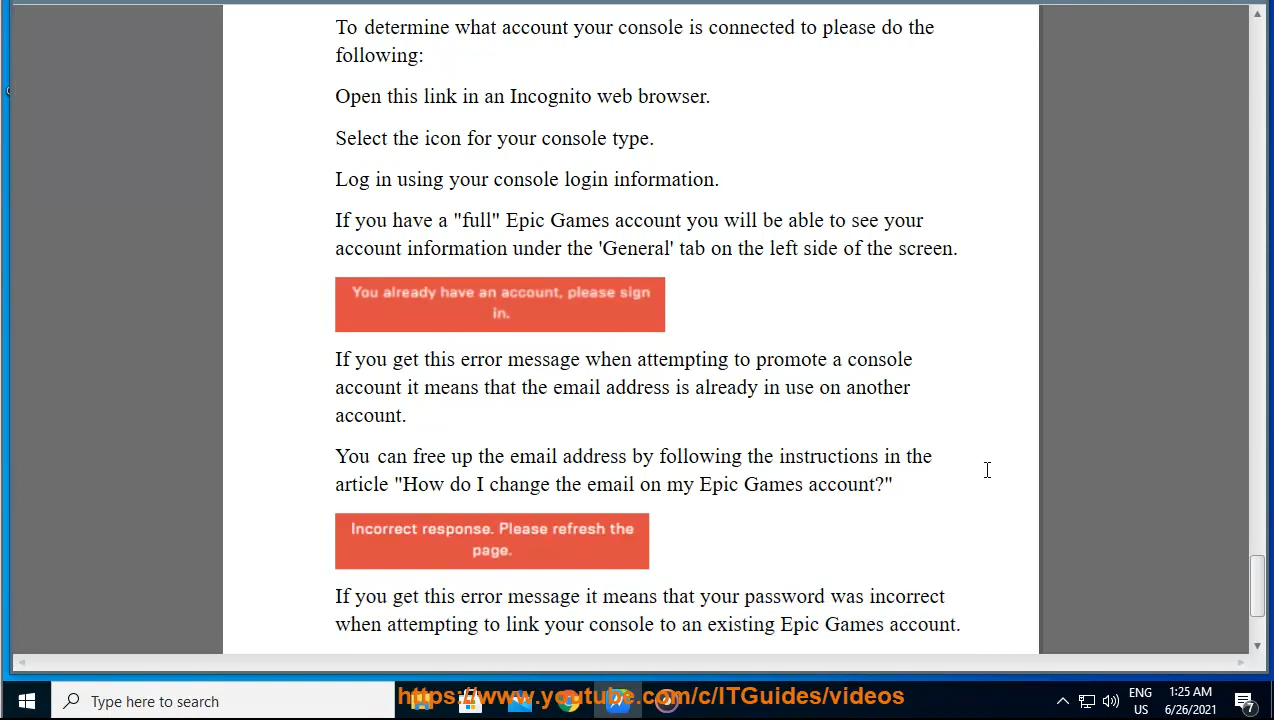 To determine what account your console is connected to please do the
following:
Open this link in an Incognito web browser.
Select the icon for your console type.
Log in using your console login information.
If you have a "full" Epic Games account you will be able to see your
account information under the 'General' tab on the left side of the screen.
You already have an account, please sign
in.
If you get this error message when attempting to promote a console
account it means that the email address is already in use on another
account.
You can free up the email address by following the instructions in the
article "How do I change the email on my Epic Games account?"
Incorrect response. Please refresh the
page.
If you get this error message it means that your password was incorrect
when attempting to link your console to an existing Epic Games account.
Type here to search
https://www.youtube.com/c/ITGuides/videos
ENG
US
1:25 AM
6/26/2021
7